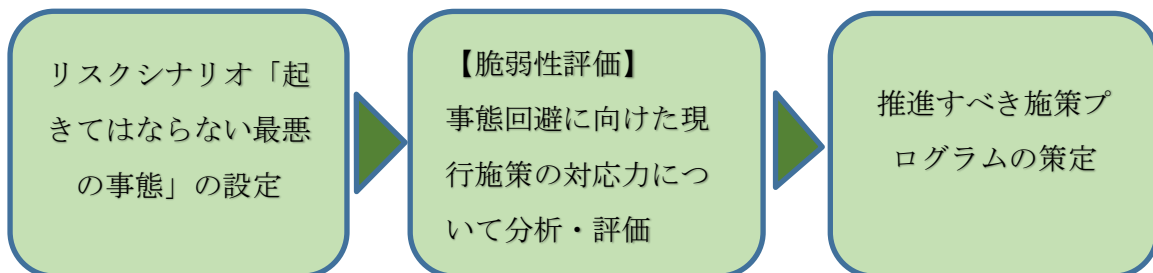 リスクシナリオ「起
きてはならない最悪
の事態」の設定
【脆弱性評価】
事態回避に向けた現
行施策の対応力につ
いて分析・評価
推進すべき施策プ
ログラムの策定